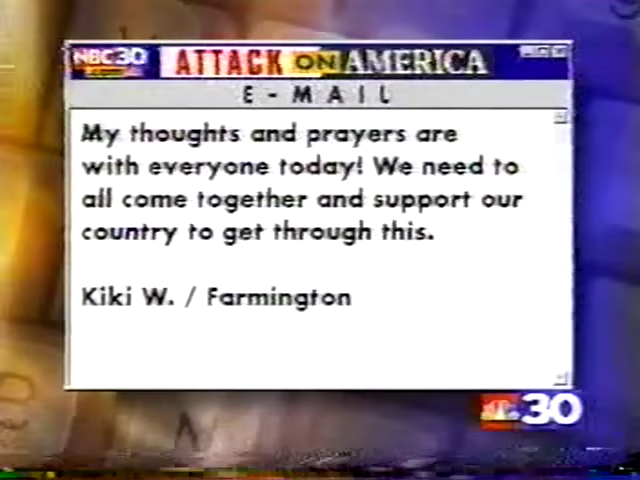 NBC30 ATTACK ON AMERICA
E-MAIL
My thoughts and prayers are
with everyone today! We need to
all come together and support our
country to get through this.
Kiki W. / Farmington
30